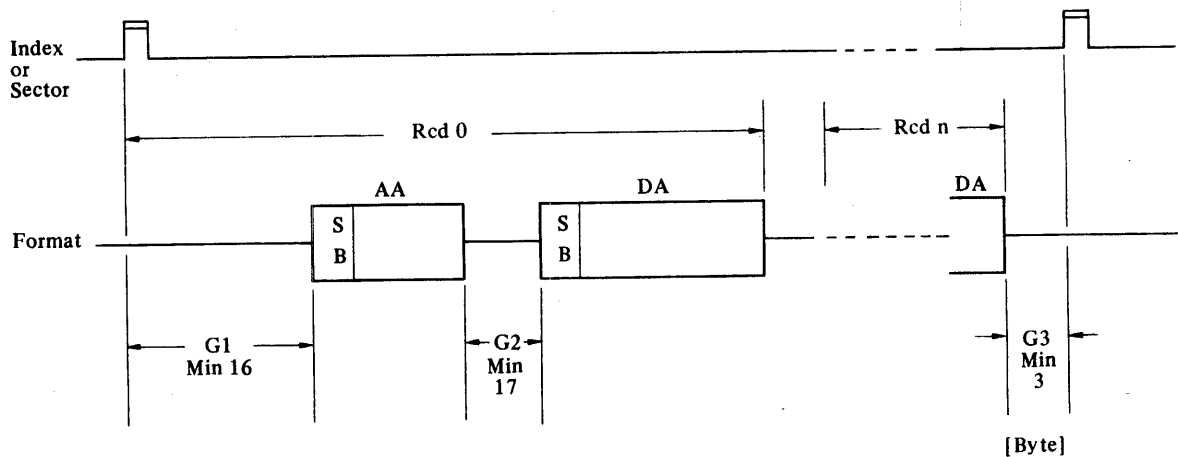 Index
or
Sector
Rcd 0
Rcd n
AA
DA
DA
Format
S
B
S
B
G1
Min 16
G2
Min
17
G3
Min
3
[Byte]